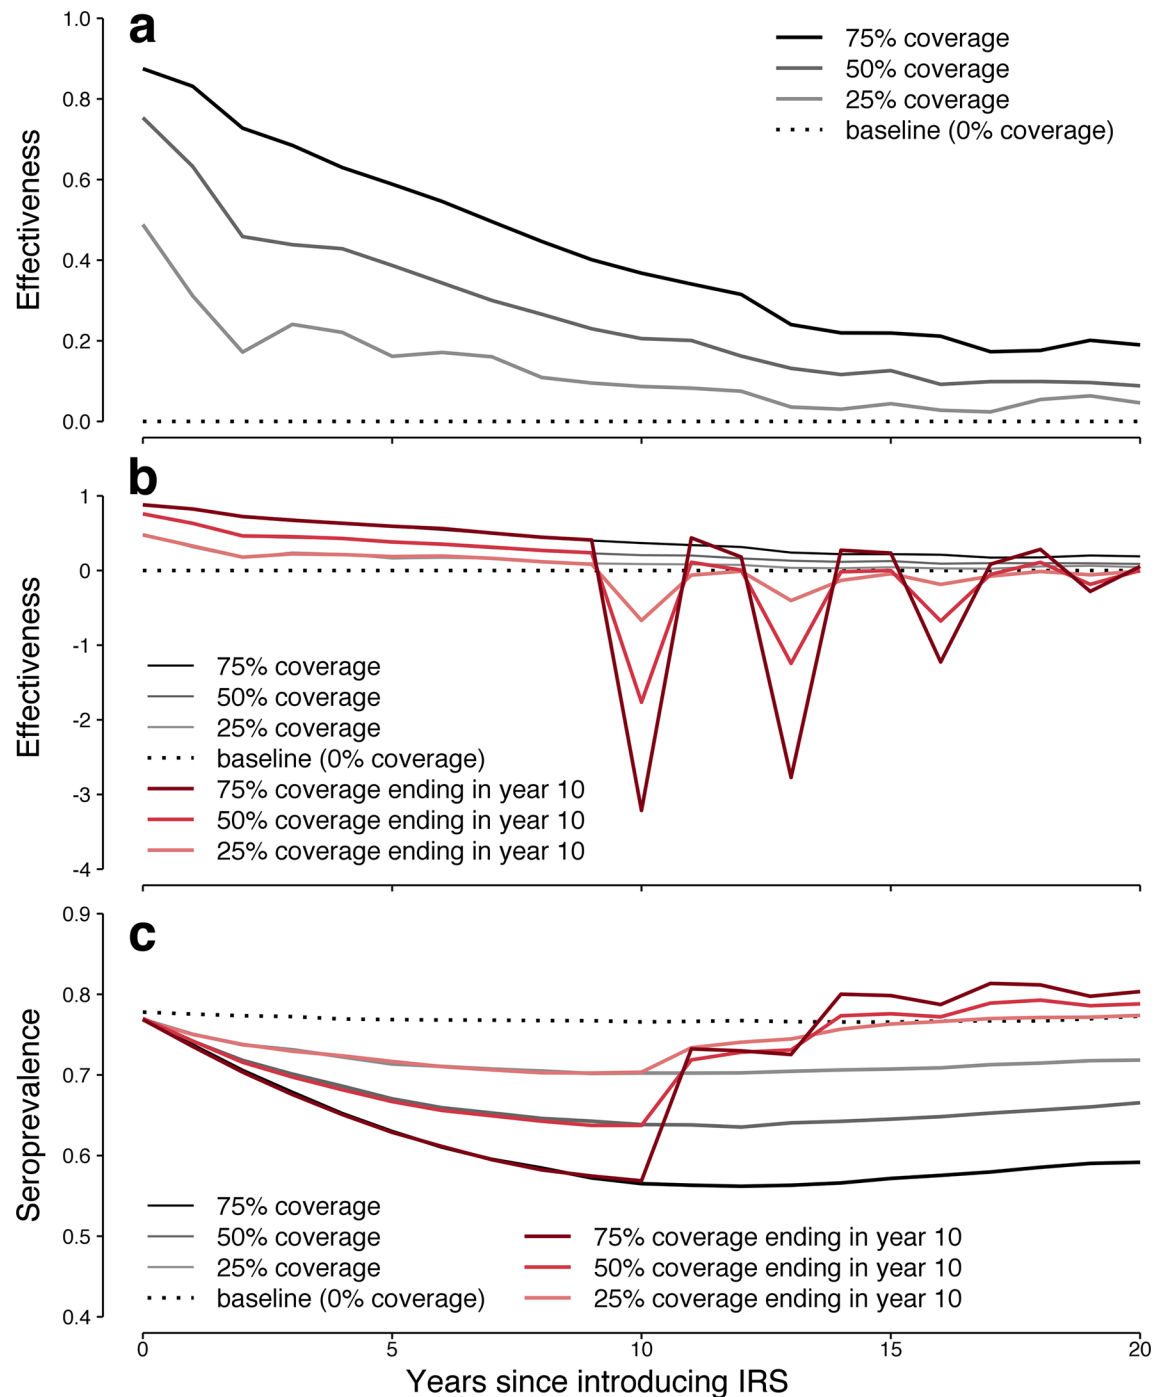 a
1.0
0.8
0.6
0.4
0.2
0.0
Effectiveness
75% coverage
50% coverage
25% coverage
baseline (0% coverage)
b
1
0
-1
-2
-3
-4
Effectiveness
75% coverage
50% coverage
25% coverage
baseline (0% coverage)
75% coverage ending in year 10
50% coverage ending in year 10
25% coverage ending in year 10
c
0.9
0.8
0.7
0.6
0.5
0.4
Seroprevalence
75% coverage
50% coverage
25% coverage
baseline (0% coverage)
75% coverage ending in year 10
50% coverage ending in year 10
25% coverage ending in year 10
0 5 10 15 20
Years since introducing IRS